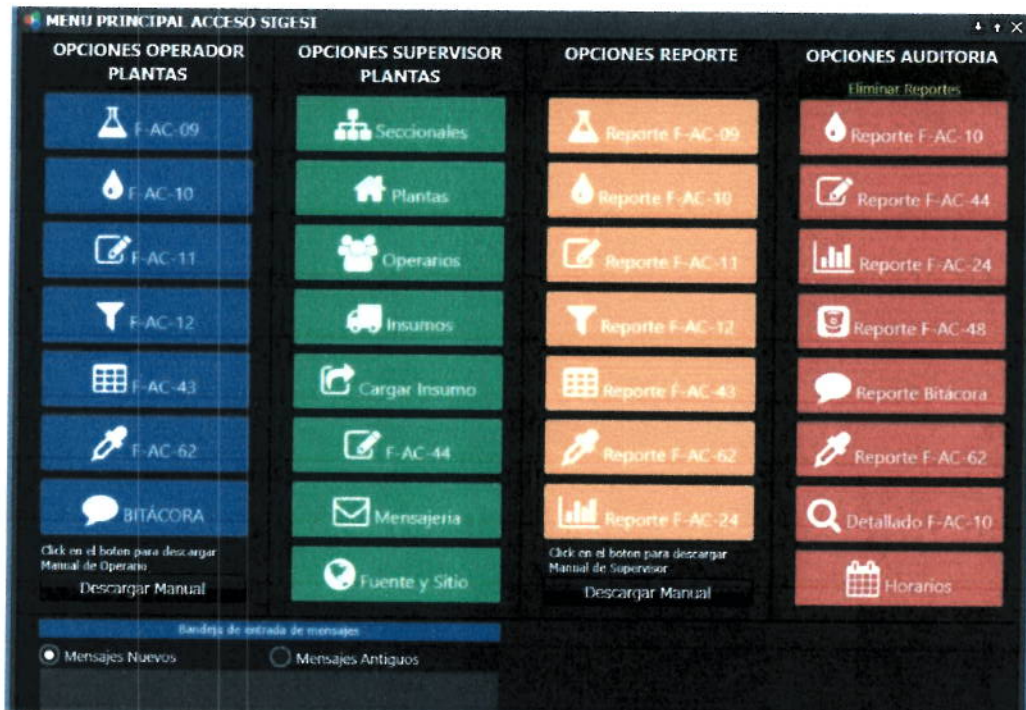 MENU PRINCIPAL ACCESO SIGESI
OPCIONES OPERADOR
PLANTAS
F-AC-09
F-AC-10
F-AC-11
F-AC-12
F-AC-43
F-AC-62
BITÁCORA
Click en el boton para descargar
Manual de Operario
Descargar Manual
OPCIONES SUPERVISOR
PLANTAS
Seccionales
Plantas
Operarios
Insumos
Cargar Insumo
F-AC-44
Mensajeria
Fuente y Sitio
OPCIONES REPORTE
Reporte F-AC-09
Reporte F-AC-10
Reporte F-AC-11
Reporte F-AC-12
Reporte F-AC-43
Reporte F-AC-62
Reporte F-AC-24
Click en el boton para descargar
Manual de Supervisor
Descargar Manual
OPCIONES AUDITORIA
Eliminar Reportes
Reporte F-AC-10
Reporte F-AC-44
Reporte F-AC-24
Reporte F-AC-48
Reporte Bitácora
Reporte F-AC-62
Detallado F-AC-10
Horarios
Bandeja de entrada de mensajes
Mensajes Nuevos
Mensajes Antiguos